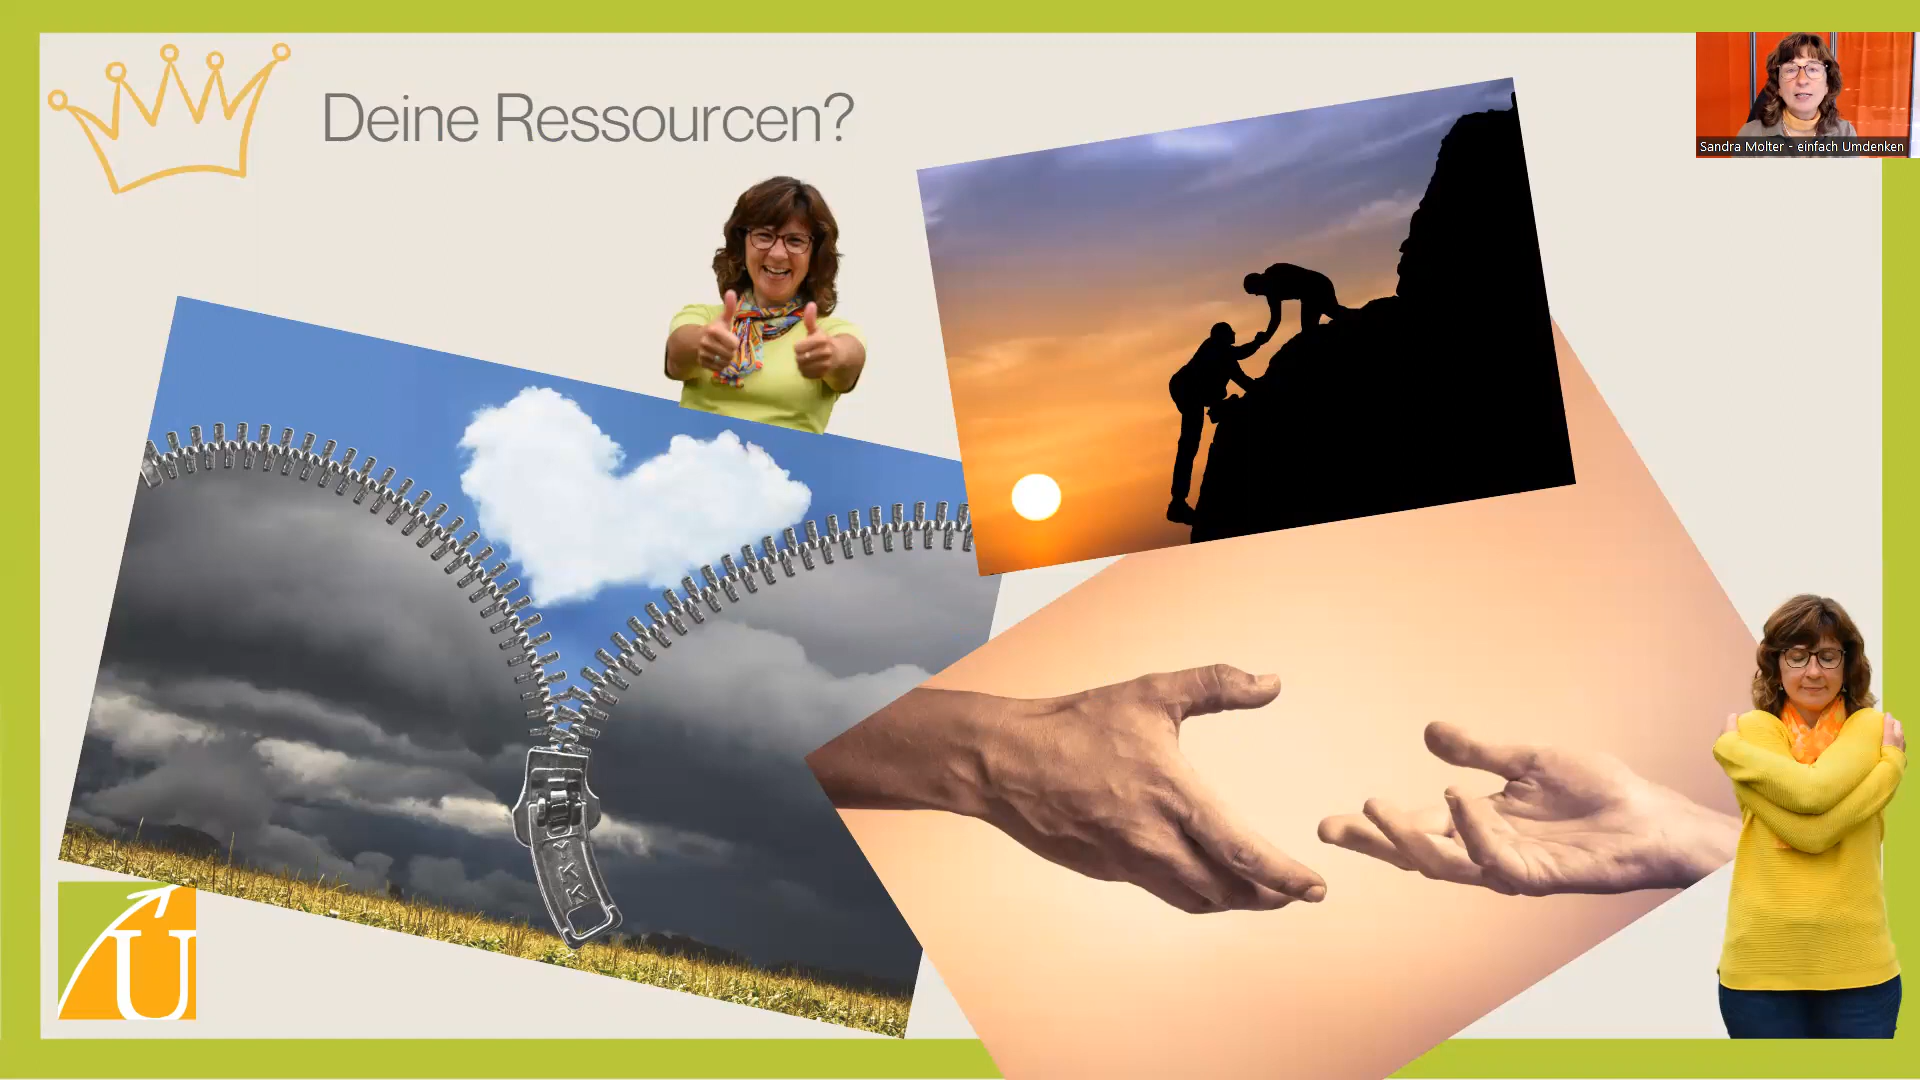 Deine Ressourcen?
Sandra Molter - einfach Umdenken
U